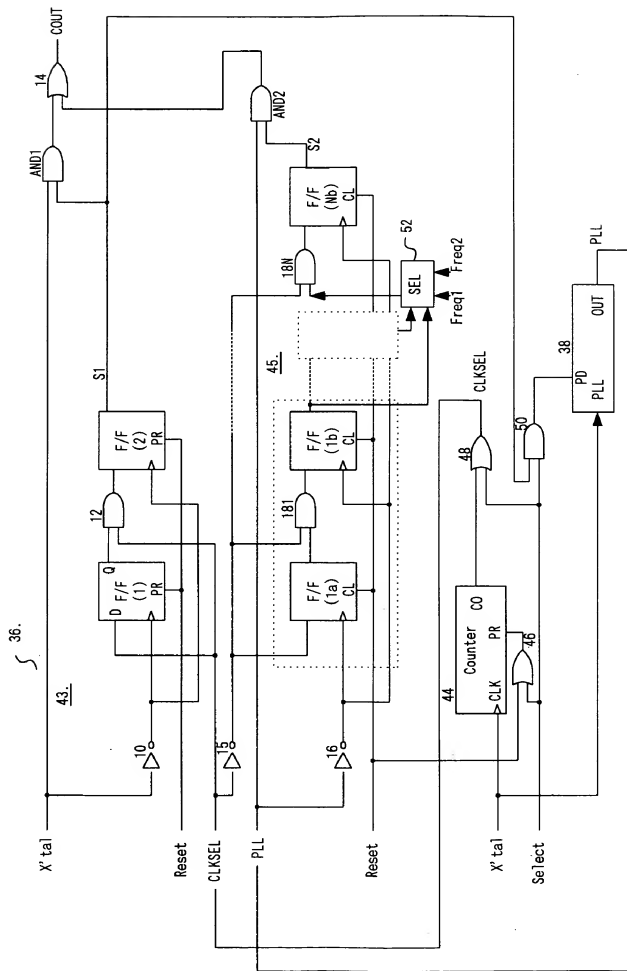 36.
43.
X'tal
10
D
Q
F/F
(1)
PR
12
F/F
(2)
PR
S1
AND1
14
COUT
Reset
CLKSEL
15
PLL
16
Reset
F/F
(1a)
CL
181
F/F
(1b)
CL
45.
18N
F/F
(Nb)
CL
S2
AND2
52
SEL
Freq1
Freq2
X'tal
Select
44
Counter
CLK
CO
PR
46
48
CLKSEL
50
PD
PLL
38
OUT
PLL